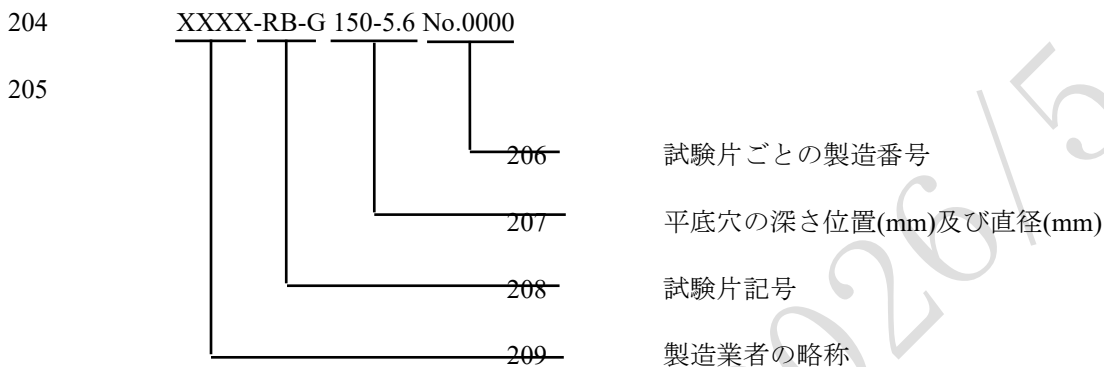 204 XXXX-RB-G 150-5.6 No.0000
205
206 試験片ごとの製造番号
207 平底穴の深さ位置(mm)及び直径(mm)
208 試験片記号
209 製造業者の略称
026/5